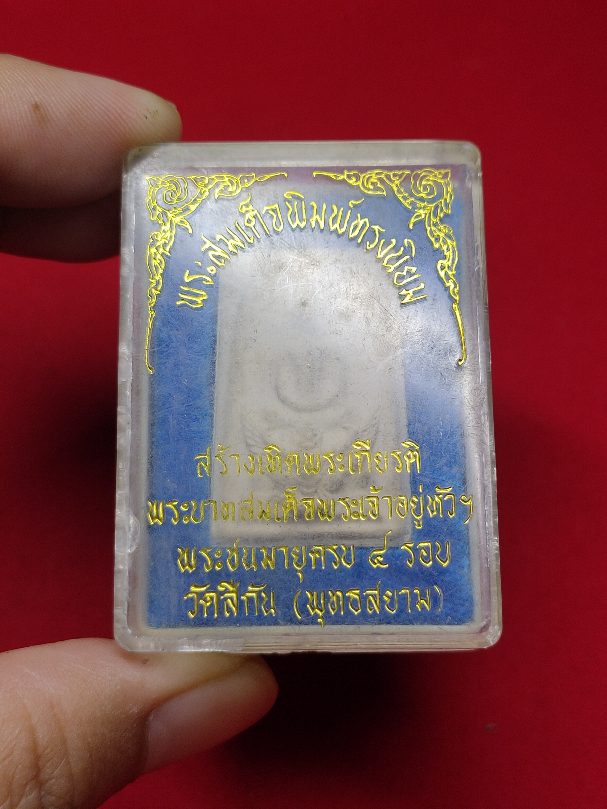 พระสมเด็จพิมพ์ทรงนิยม
สร้างเทิดพระเกียรติ
พระบาทสมเด็จพระเจ้าอยู่หัวฯ
พระชนมายุครบ ๔ รอบ
วัดสีกัน (พุทธสยาม)